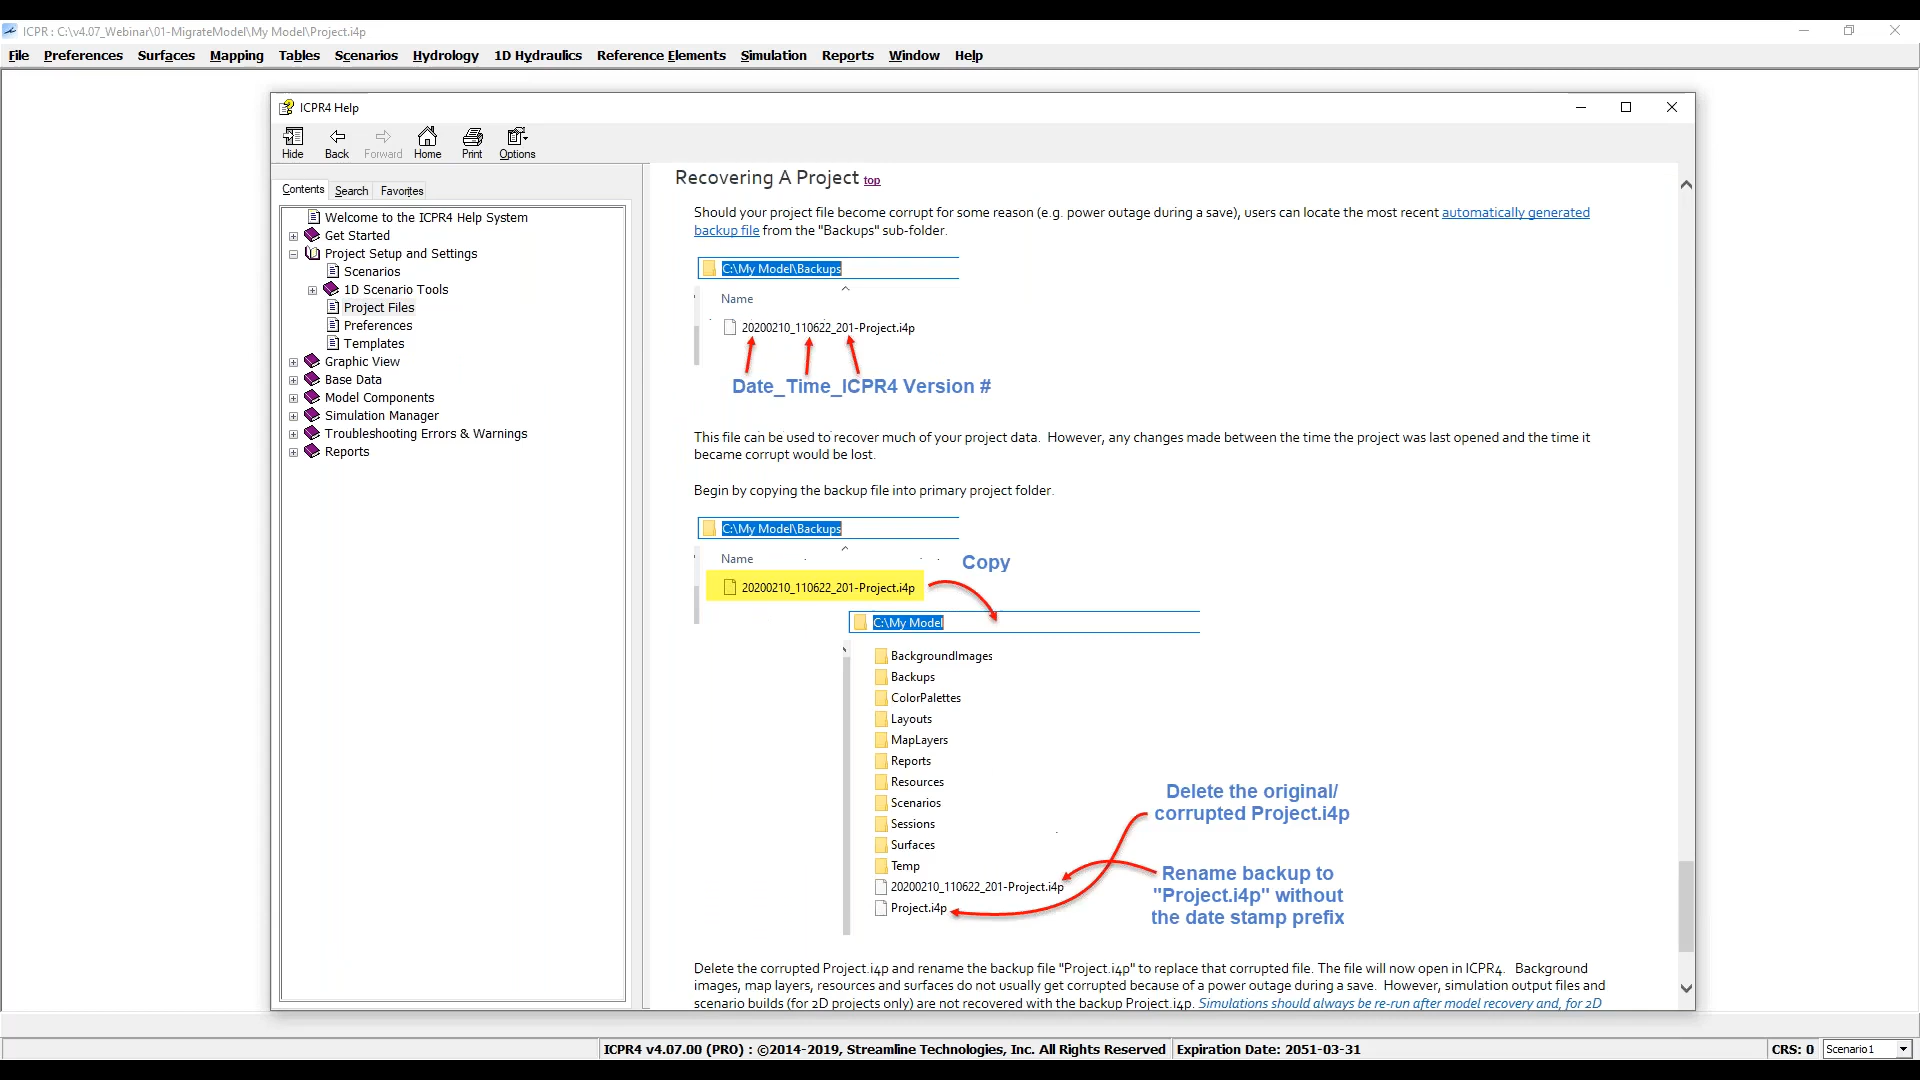 ICPR : C:\v4.07_Webinar\01-MigrateModel\My Model\Project.i4p
File Preferences Surfaces Mapping Tables Scenarios Hydrology 1D Hydraulics Reference Elements Simulation Reports Window Help
ICPR4 Help
Hide Back Forward Home Print Options
Contents Search Favorites
Welcome to the ICPR4 Help System
Get Started
Project Setup and Settings
Scenarios
1D Scenario Tools
Project Files
Preferences
Templates
Graphic View
Base Data
Model Components
Simulation Manager
Troubleshooting Errors & Warnings
Reports
Recovering A Project top
Should your project file become corrupt for some reason (e.g. power outage during a save), users can locate the most recent automatically generated
backup file from the "Backups" sub-folder.
C:\My Model\Backups
Name
20200210_110622_201-Project.i4p
Date_Time_ICPR4 Version #
This file can be used to recover much of your project data. However, any changes made between the time the project was last opened and the time it
became corrupt would be lost.
Begin by copying the backup file into primary project folder.
C:\My Model\Backups
Name
Copy
20200210_110622_201-Project.i4p
C:\My Model
BackgroundImages
Backups
ColorPalettes
Layouts
MapLayers
Reports
Resources
Scenarios
Sessions
Surfaces
Temp
20200210_110622_201-Project.i4p
Project.i4p
Delete the original/
corrupted Project.i4p
Rename backup to
"Project.i4p" without
the date stamp prefix
Delete the corrupted Project.i4p and rename the backup file "Project.i4p" to replace that corrupted file. The file will now open in ICPR4. Background
images, map layers, resources and surfaces do not usually get corrupted because of a power outage during a save. However, simulation output files and
scenario builds (for 2D projects only) are not recovered with the backup Project.i4p. Simulations should always be re-run after model recovery and, for 2D
ICPR4 v4.07.00 (PRO) : ©2014-2019, Streamline Technologies, Inc. All Rights Reserved Expiration Date: 2051-03-31 CRS: 0 Scenario1